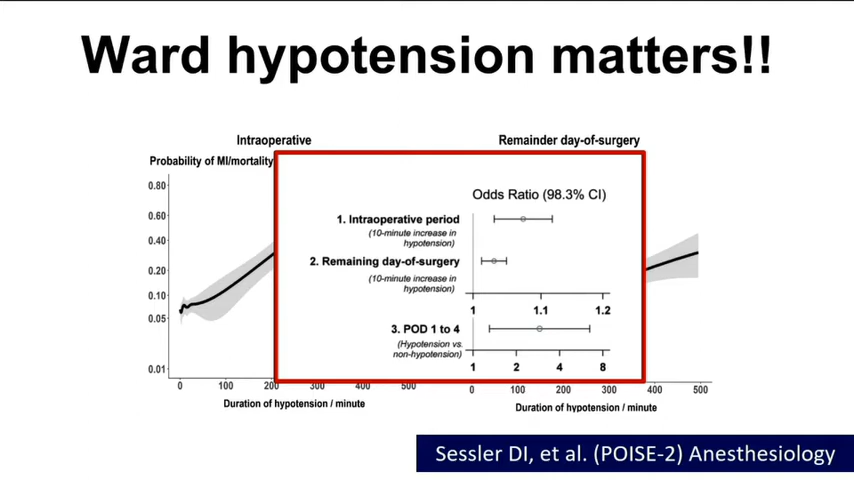 Ward hypotension matters!!
Intraoperative
Remainder day-of-surgery
Probability of MI/mortality
0.80
0.60
0.40
0.20
0.10
0.05
0.01
0
100
200
300
400
500
Duration of hypotension / minute
Odds Ratio (98.3% CI)
1. Intraoperative period
(10-minute increase in
hypotension)
2. Remaining day-of-surgery
(10-minute increase in
hypotension)
1
1.1
1.2
3. POD 1 to 4
(Hypotension vs.
non-hypotension)
1
2
4
8
0
100
200
300
400
500
Duration of hypotension / minute
Sessler DI, et al. (POISE-2) Anesthesiology